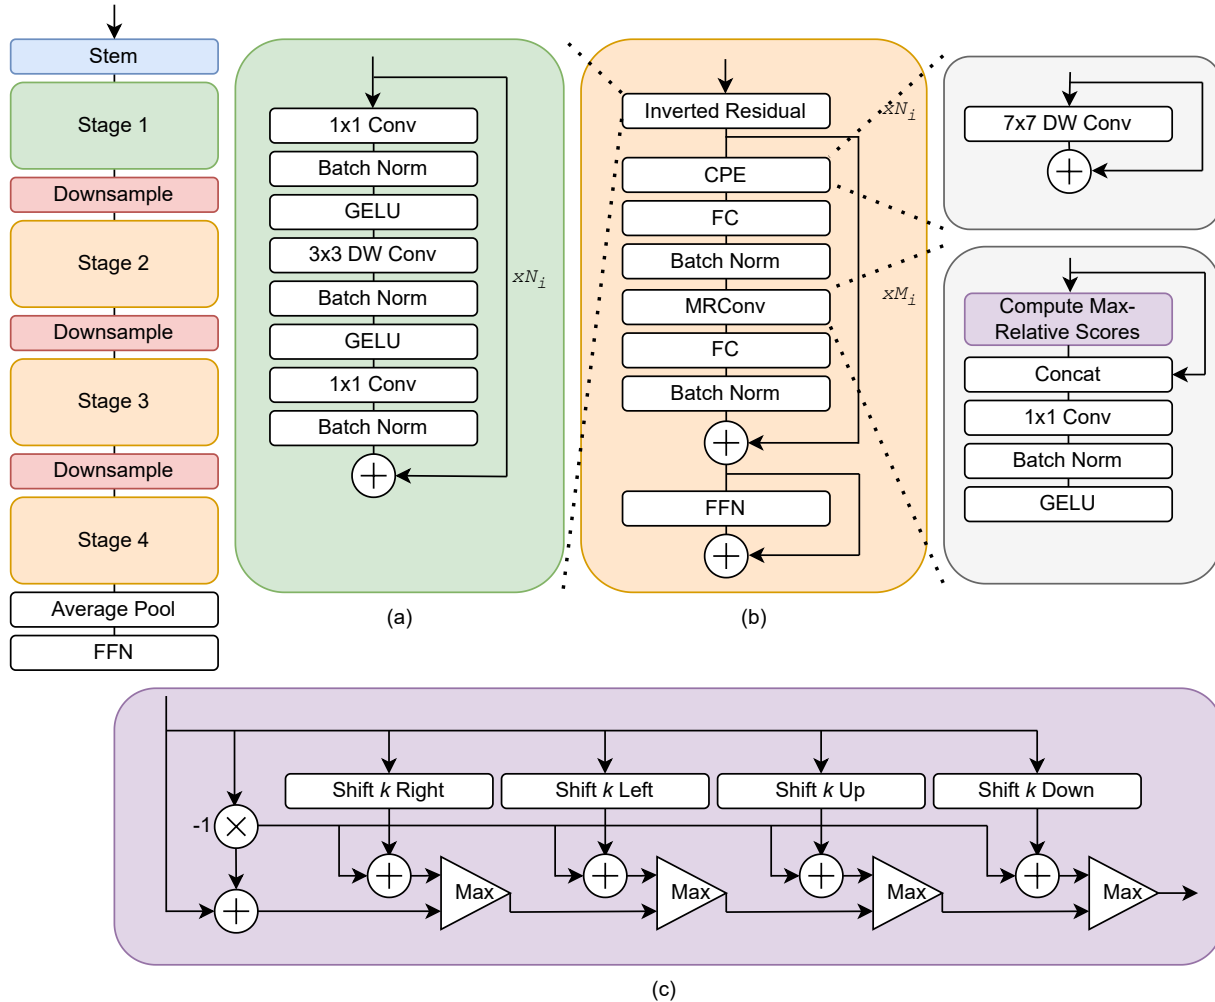 Stem
Stage 1
Downsample
Stage 2
Downsample
Stage 3
Downsample
Stage 4
Average Pool
FFN
1x1 Conv
Batch Norm
GELU
3x3 DW Conv
Batch Norm
GELU
1x1 Conv
Batch Norm
xN_i
(a)
Inverted Residual
xN_i
CPE
FC
Batch Norm
MRConv
xM_i
FC
Batch Norm
FFN
(b)
7x7 DW Conv
Compute Max-
Relative Scores
Concat
1x1 Conv
Batch Norm
GELU
Shift k Right
Shift k Left
Shift k Up
Shift k Down
-1
Max
Max
Max
Max
(c)